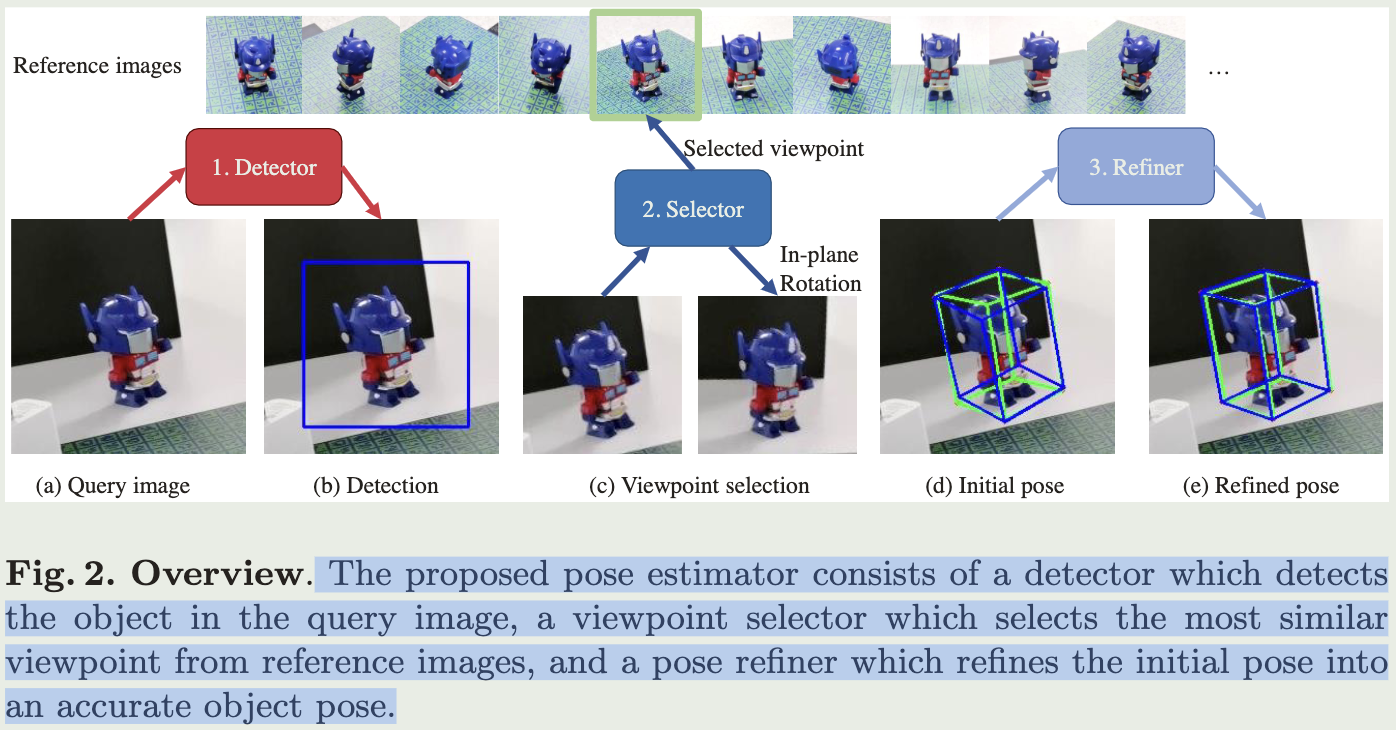 Reference images
...
Selected viewpoint
1. Detector
2. Selector
3. Refiner
In-plane
Rotation
(a) Query image
(b) Detection
(c) Viewpoint selection
(d) Initial pose
(e) Refined pose
Fig. 2. Overview. The proposed pose estimator consists of a detector which detects
the object in the query image, a viewpoint selector which selects the most similar
viewpoint from reference images, and a pose refiner which refines the initial pose into
an accurate object pose.